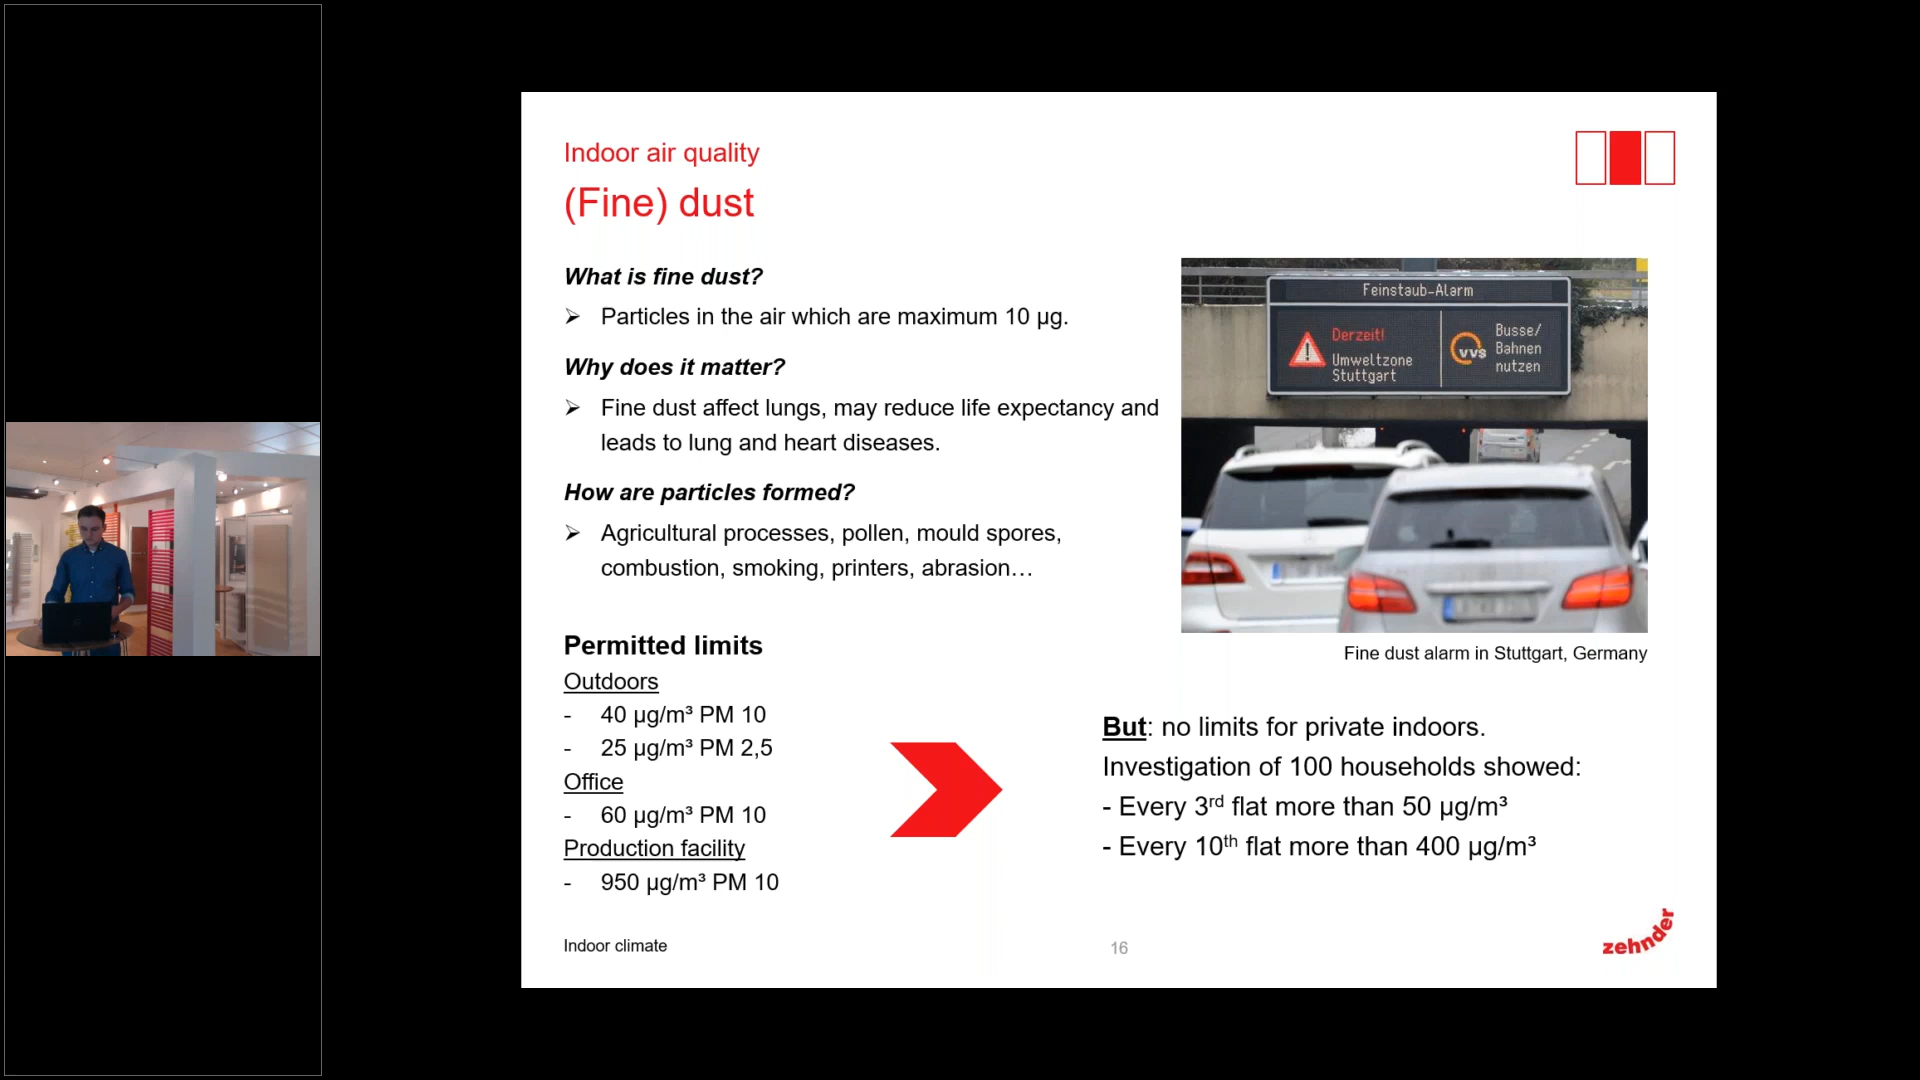 Indoor air quality
(Fine) dust
What is fine dust?
➢ Particles in the air which are maximum 10 µg.
Why does it matter?
➢ Fine dust affect lungs, may reduce life expectancy and
leads to lung and heart diseases.
How are particles formed?
➢ Agricultural processes, pollen, mould spores,
combustion, smoking, printers, abrasion…
Permitted limits
Outdoors
- 40 µg/m³ PM 10
- 25 µg/m³ PM 2,5
Office
- 60 µg/m³ PM 10
Production facility
- 950 µg/m³ PM 10
Feinstaub-Alarm
Derzeit!
Umweltzone
Stuttgart
vvs
Busse/
Bahnen
nutzen
Fine dust alarm in Stuttgart, Germany
But: no limits for private indoors.
Investigation of 100 households showed:
- Every 3rd flat more than 50 µg/m³
- Every 10th flat more than 400 µg/m³
Indoor climate
16
zehnder